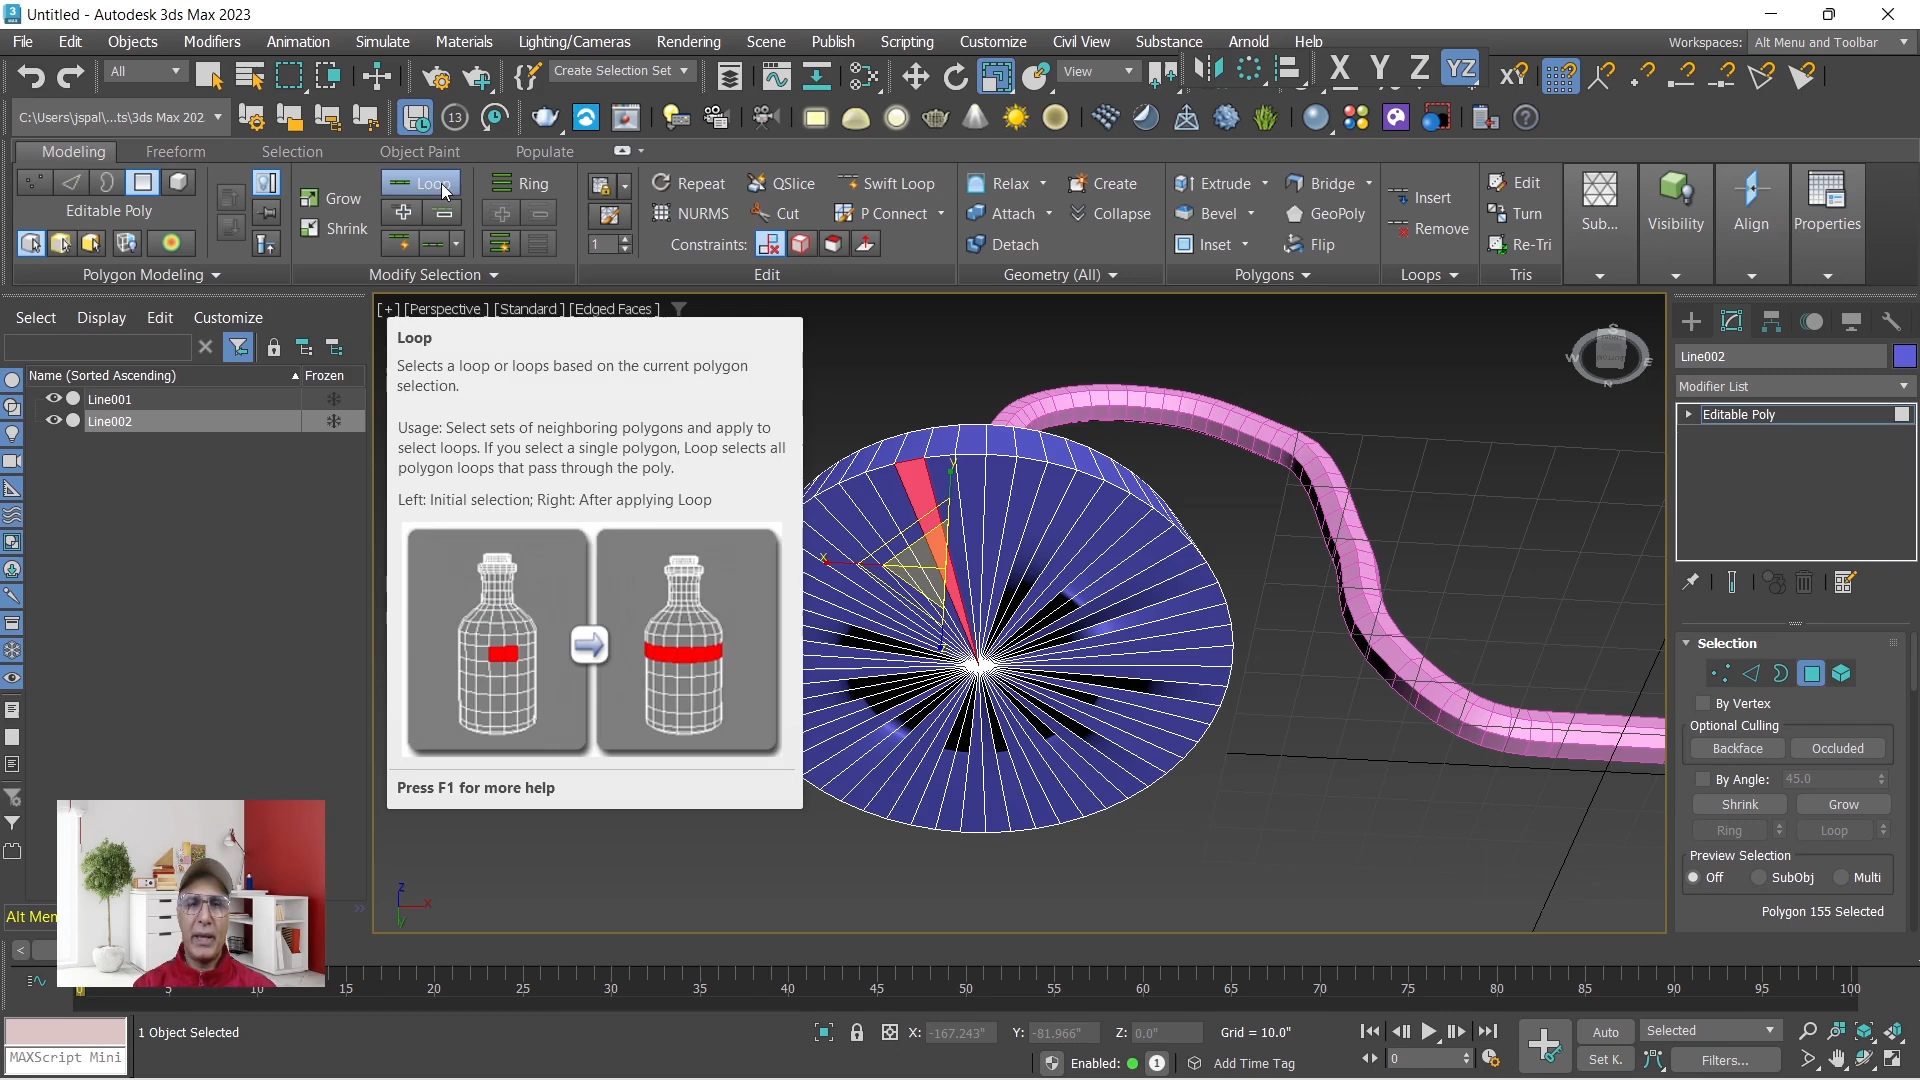 Untitled - Autodesk 3ds Max 2023
File Edit Objects Modifiers Animation Simulate Materials Lighting/Cameras Rendering Scene Publish Scripting Customize Civil View Substance Arnold Help
Workspaces: Alt Menu and Toolbar
All
Create Selection Set
View
X Y Z YZ XY
C:\Users\jspal\...ts\3ds Max 202
13
Modeling Freeform Selection Object Paint Populate
Editable Poly
Polygon Modeling
Grow
Shrink
Loop
Ring
Modify Selection
1
Repeat QSlice Swift Loop
NURMS Cut P Connect
Constraints:
Edit
Relax Create
Attach Collapse
Detach
Geometry (All)
Extrude Bridge
Bevel GeoPoly
Inset Flip
Polygons
Insert
Remove
Loops
Edit
Turn
Re-Tri
Tris
Sub...
Visibility
Align
Properties
Select Display Edit Customize
Name (Sorted Ascending) Frozen
Line001
Line002
[+] [Perspective] [Standard] [Edged Faces]
Loop
Selects a loop or loops based on the current polygon
selection.
Usage: Select sets of neighboring polygons and apply to
select loops. If you select a single polygon, Loop selects all
polygon loops that pass through the poly.
Left: Initial selection; Right: After applying Loop
Press F1 for more help
y
x
S
W E
N
z
x
y
Line002
Modifier List
Editable Poly
Selection
By Vertex
Optional Culling
Backface Occluded
By Angle: 45.0
Shrink Grow
Ring Loop
Preview Selection
Off SubObj Multi
Polygon 155 Selected
Alt Men
5 10 15 20 25 30 35 40 45 50 55 60 65 70 75 80 85 90 95 100
MAXScript Mini
1 Object Selected
X: -167.243" Y: -81.966" Z: 0.0" Grid = 10.0"
Enabled: 1 Add Time Tag
0
Auto
Set K.
Selected
Filters...